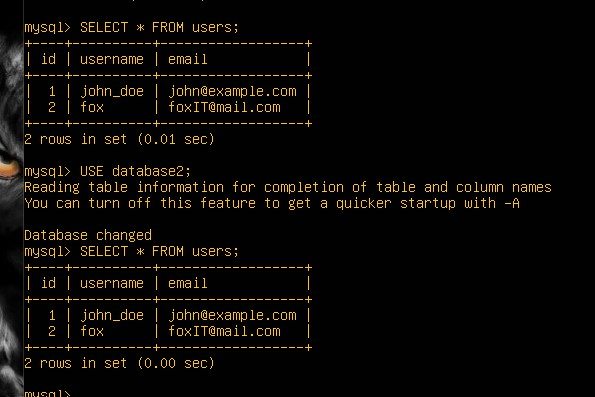 mysql> SELECT * FROM users;
+----+----------+------------------+
| id | username | email            |
+----+----------+------------------+
|  1 | john_doe | john@example.com |
|  2 | fox      | foxIT@mail.com   |
+----+----------+------------------+
2 rows in set (0.01 sec)
mysql> USE database2;
Reading table information for completion of table and column names
You can turn off this feature to get a quicker startup with -A
Database changed
mysql> SELECT * FROM users;
+----+----------+------------------+
| id | username | email            |
+----+----------+------------------+
|  1 | john_doe | john@example.com |
|  2 | fox      | foxIT@mail.com   |
+----+----------+------------------+
2 rows in set (0.00 sec)
mysql>